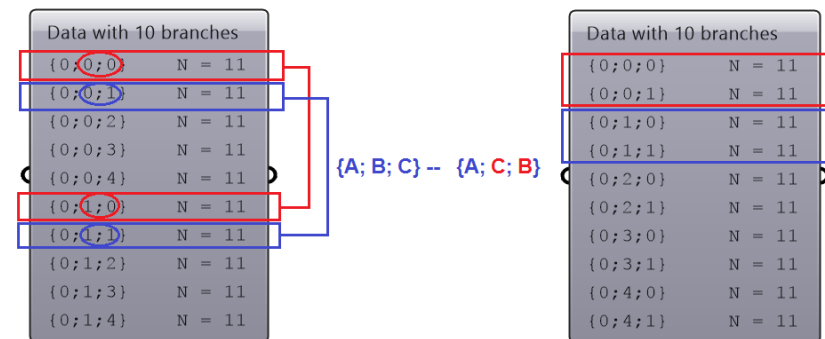 Data with 10 branches
{0;0;0} N = 11
{0;0;1} N = 11
{0;0;2} N = 11
{0;0;3} N = 11
{0;0;4} N = 11
{0;1;0} N = 11
{0;1;1} N = 11
{0;1;2} N = 11
{0;1;3} N = 11
{0;1;4} N = 11
{A; B; C} -- {A; C; B}
Data with 10 branches
{0;0;0} N = 11
{0;0;1} N = 11
{0;1;0} N = 11
{0;1;1} N = 11
{0;2;0} N = 11
{0;2;1} N = 11
{0;3;0} N = 11
{0;3;1} N = 11
{0;4;0} N = 11
{0;4;1} N = 11